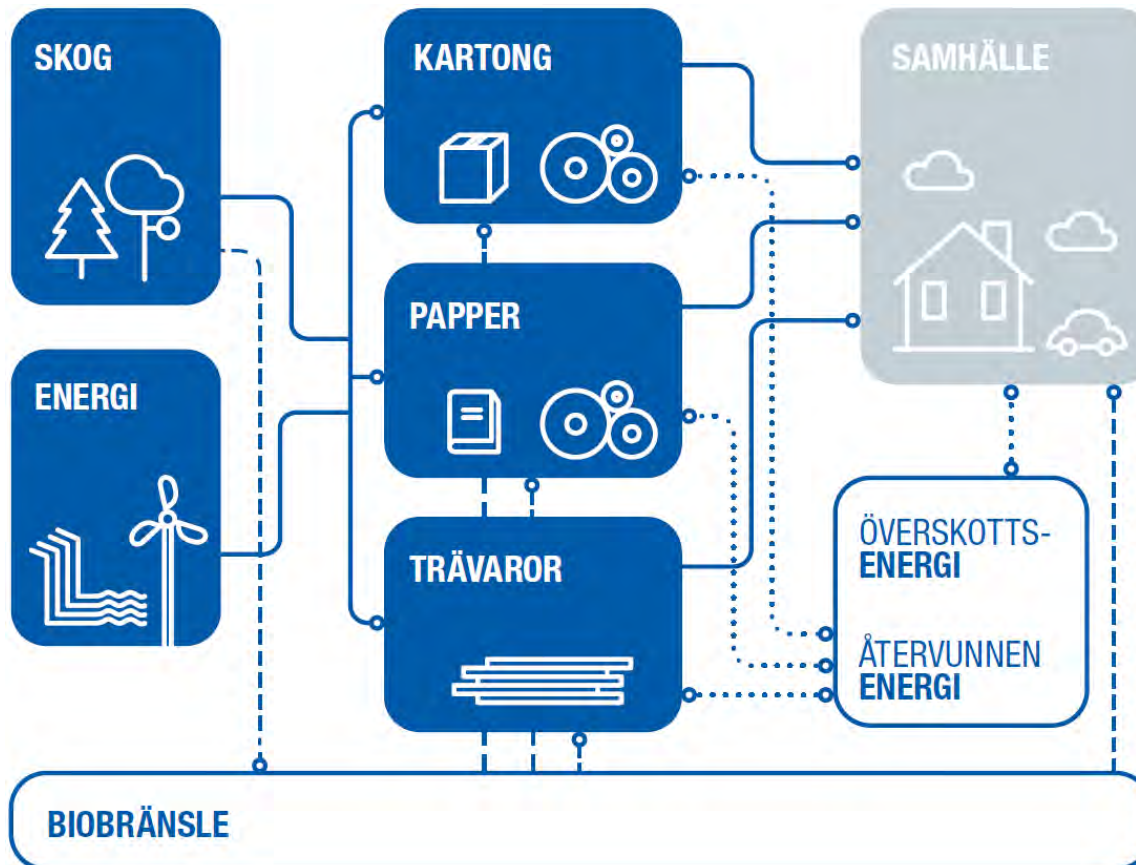 SKOG
ENERGI
KARTONG
PAPPER
TRÄVAROR
SAMHÄLLE
ÖVERSKOTTS-
ENERGI
ÅTERVUNNEN
ENERGI
BIOBRÄNSLE